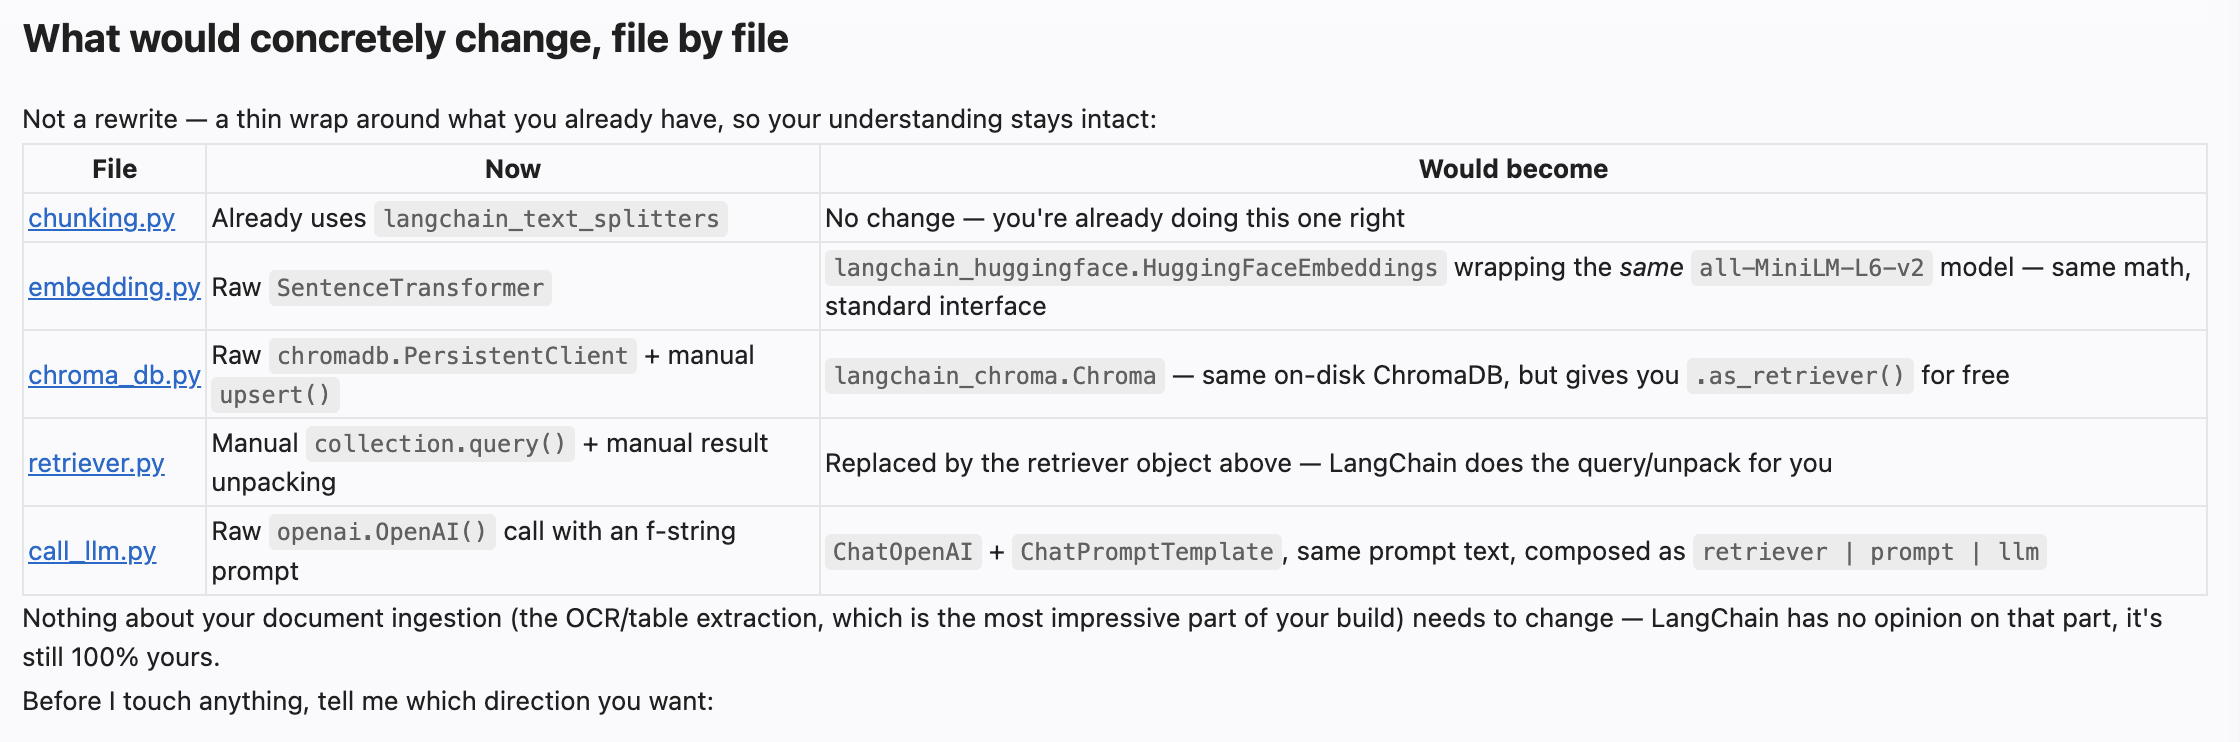 What would concretely change, file by file
Not a rewrite — a thin wrap around what you already have, so your understanding stays intact:
File Now Would become
chunking.py Already uses langchain_text_splitters No change — you're already doing this one right
embedding.py Raw SentenceTransformer langchain_huggingface.HuggingFaceEmbeddings wrapping the same all-MiniLM-L6-v2 model — same math,
standard interface
chroma_db.py Raw chromadb.PersistentClient + manual
upsert() langchain_chroma.Chroma — same on-disk ChromaDB, but gives you .as_retriever() for free
retriever.py Manual collection.query() + manual result
unpacking Replaced by the retriever object above — LangChain does the query/unpack for you
call_llm.py Raw openai.OpenAI() call with an f-string
prompt ChatOpenAI + ChatPromptTemplate, same prompt text, composed as retriever | prompt | llm
Nothing about your document ingestion (the OCR/table extraction, which is the most impressive part of your build) needs to change — LangChain has no opinion on that part, it's
still 100% yours.
Before I touch anything, tell me which direction you want: